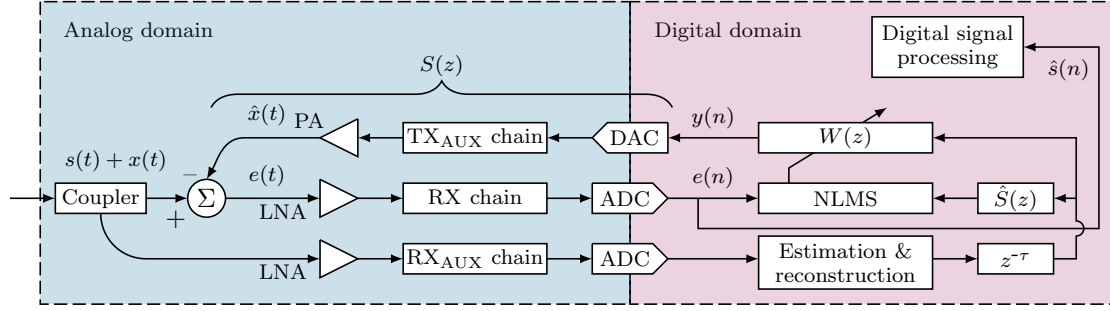 Analog domain
Digital domain
Digital signal
processing
ŝ(n)
S(z)
x̂(t)
PA
TX_AUX chain
DAC
y(n)
W(z)
s(t) + x(t)
−
e(t)
e(n)
Coupler
+
Σ
LNA
RX chain
ADC
NLMS
Ŝ(z)
LNA
RX_AUX chain
ADC
Estimation &
reconstruction
z^-τ